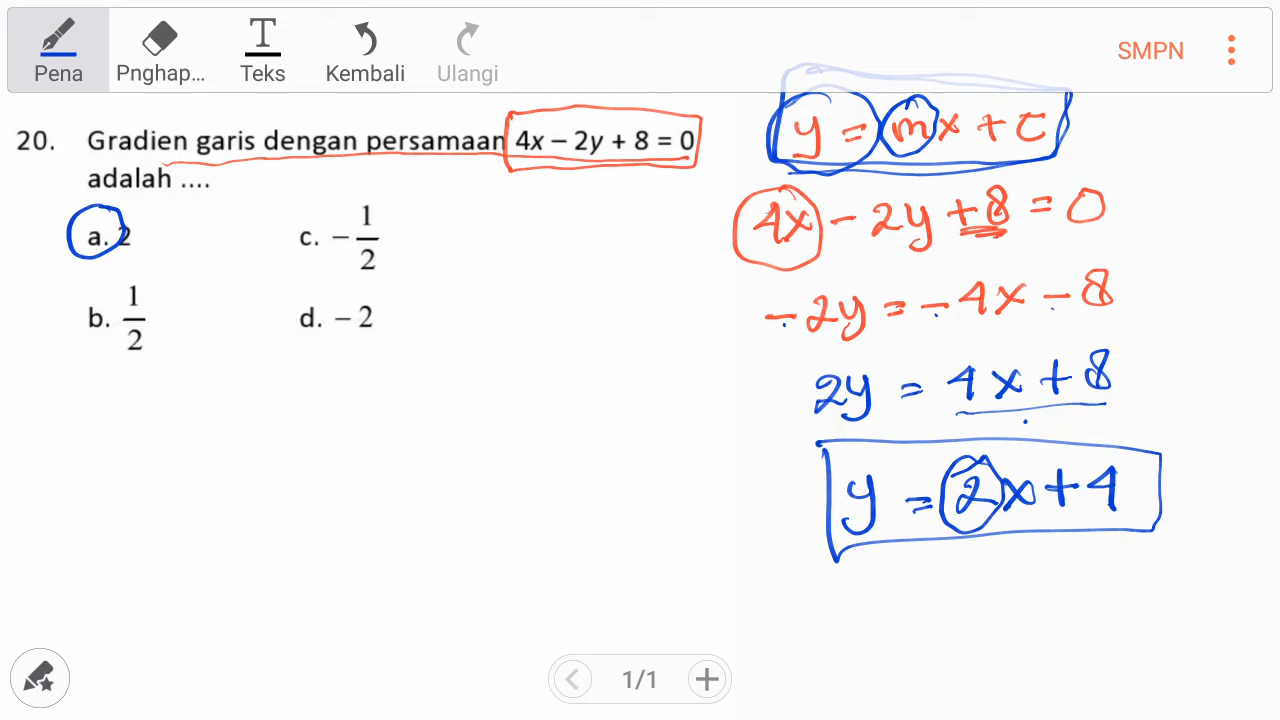 Pena Pnghap... Teks Kembali Ulangi SMPN
20. Gradien garis dengan persamaan 4x − 2y + 8 = 0
adalah ....
a. 2 c. − 1/2
b. 1/2 d. − 2
y = mx + c
4x − 2y + 8 = 0
− 2y = − 4x − 8
2y = 4x + 8
y = 2x + 4
1/1